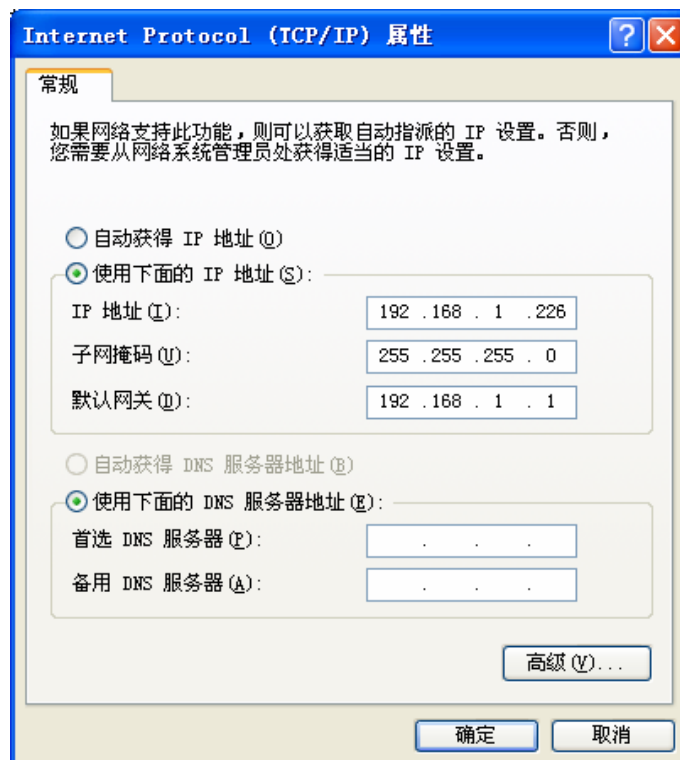 Internet Protocol (TCP/IP) 属性
常规
如果网络支持此功能,则可以获取自动指派的 IP 设置。否则,
您需要从网络系统管理员处获得适当的 IP 设置。
自动获得 IP 地址(O)
使用下面的 IP 地址(S):
IP 地址(I): 192 .168 . 1 .226
子网掩码(U): 255 .255 .255 . 0
默认网关(D): 192 .168 . 1 . 1
自动获得 DNS 服务器地址(B)
使用下面的 DNS 服务器地址(E):
首选 DNS 服务器(P): . . .
备用 DNS 服务器(A): . . .
高级(V)...
确定 取消